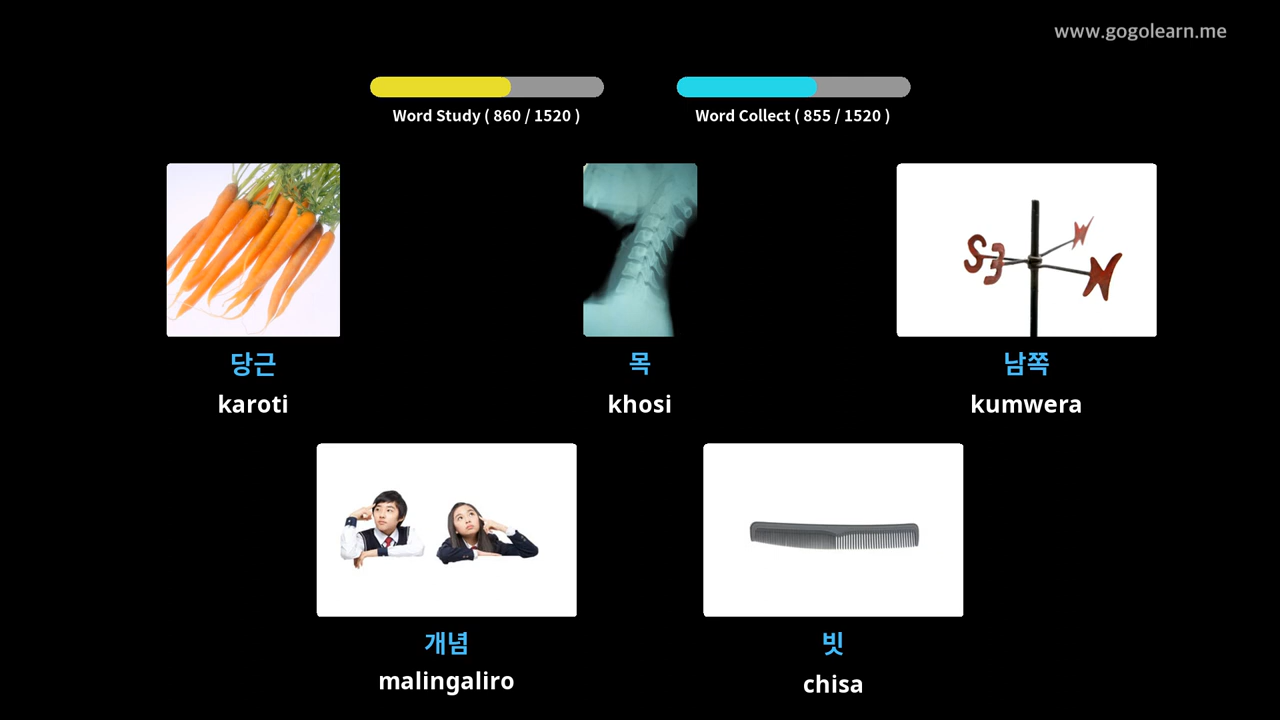 www.gogolearn.me
Word Study ( 860 / 1520 )
Word Collect ( 855 / 1520 )
당근
karoti
목
khosi
남쪽
kumwera
S
E
N
개념
malingaliro
빗
chisa